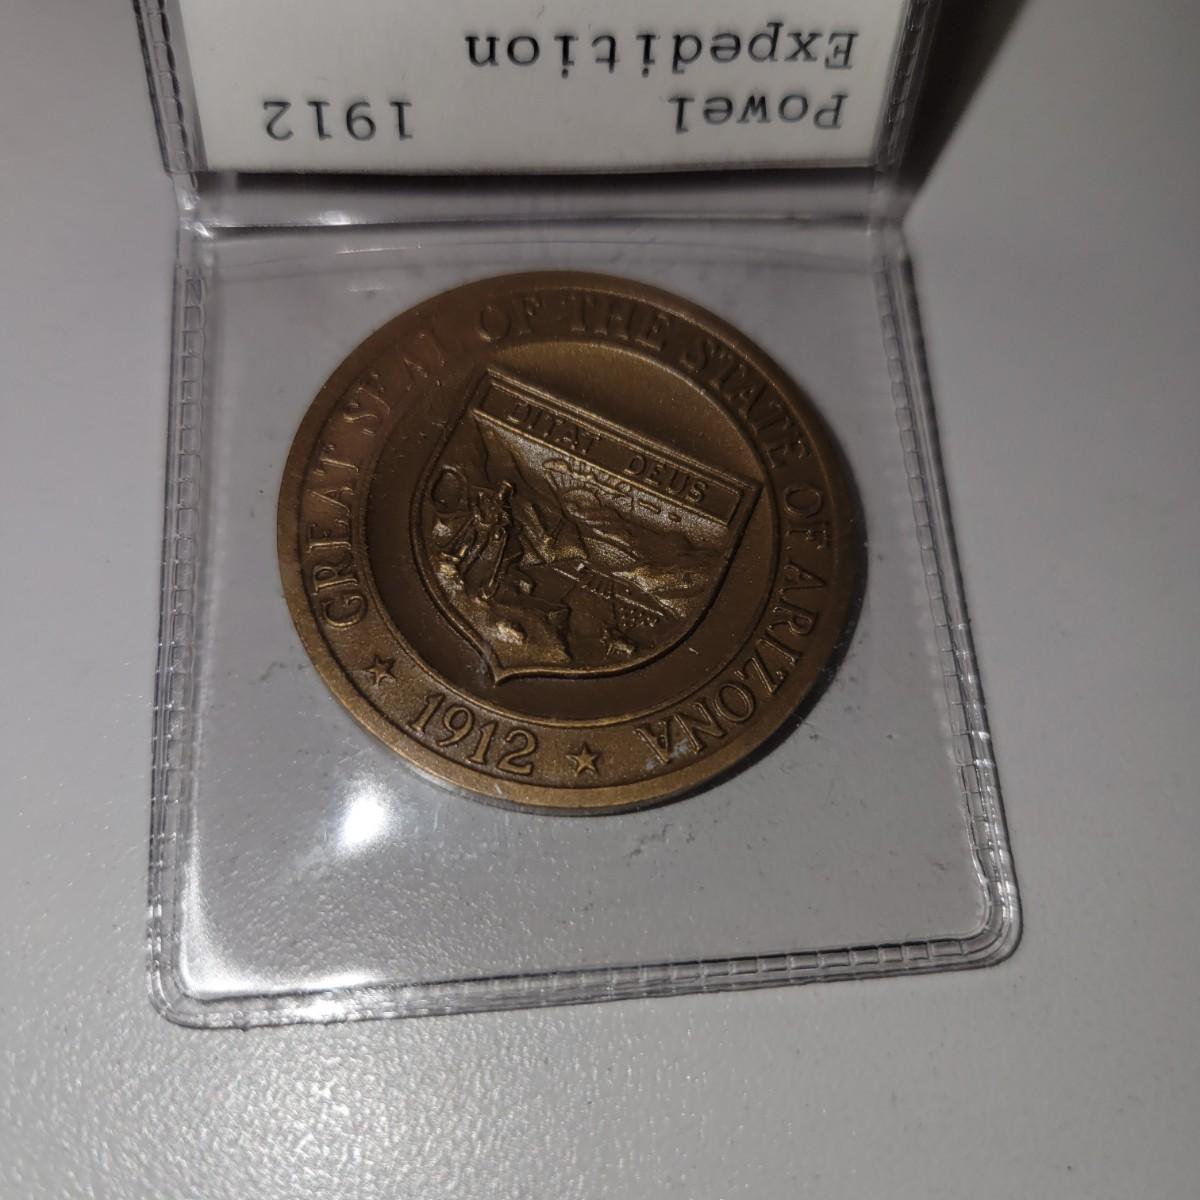 Powel 1912
Expedition
GREAT SEAL OF THE STATE OF ARIZONA
DITAT DEUS
★ 1912 ★